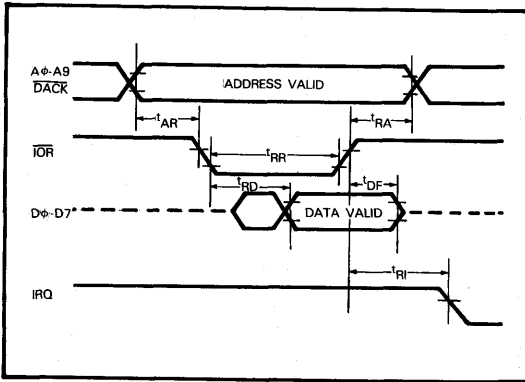 Aφ-A9
DACK
ADDRESS VALID
tAR
tRA
IOR
tRR
tRD
tDF
Dφ-D7
DATA VALID
tRI
IRQ